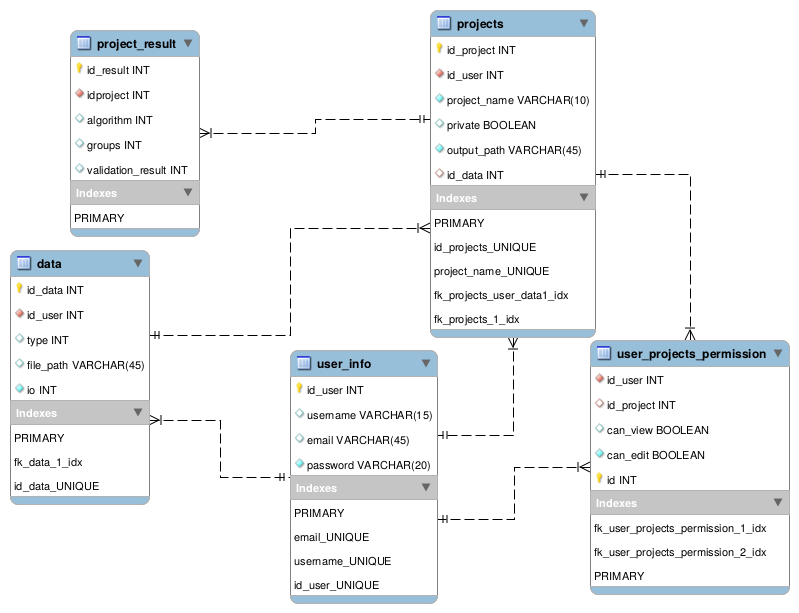 project_result
id_result INT
idproject INT
algorithm INT
groups INT
validation_result INT
Indexes
PRIMARY
projects
id_project INT
id_user INT
project_name VARCHAR(10)
private BOOLEAN
output_path VARCHAR(45)
id_data INT
Indexes
PRIMARY
id_projects_UNIQUE
project_name_UNIQUE
fk_projects_user_data1_idx
fk_projects_1_idx
data
id_data INT
id_user INT
type INT
file_path VARCHAR(45)
io INT
Indexes
PRIMARY
fk_data_1_idx
id_data_UNIQUE
user_info
id_user INT
username VARCHAR(15)
email VARCHAR(45)
password VARCHAR(20)
Indexes
PRIMARY
email_UNIQUE
username_UNIQUE
id_user_UNIQUE
user_projects_permission
id_user INT
id_project INT
can_view BOOLEAN
can_edit BOOLEAN
id INT
Indexes
fk_user_projects_permission_1_idx
fk_user_projects_permission_2_idx
PRIMARY